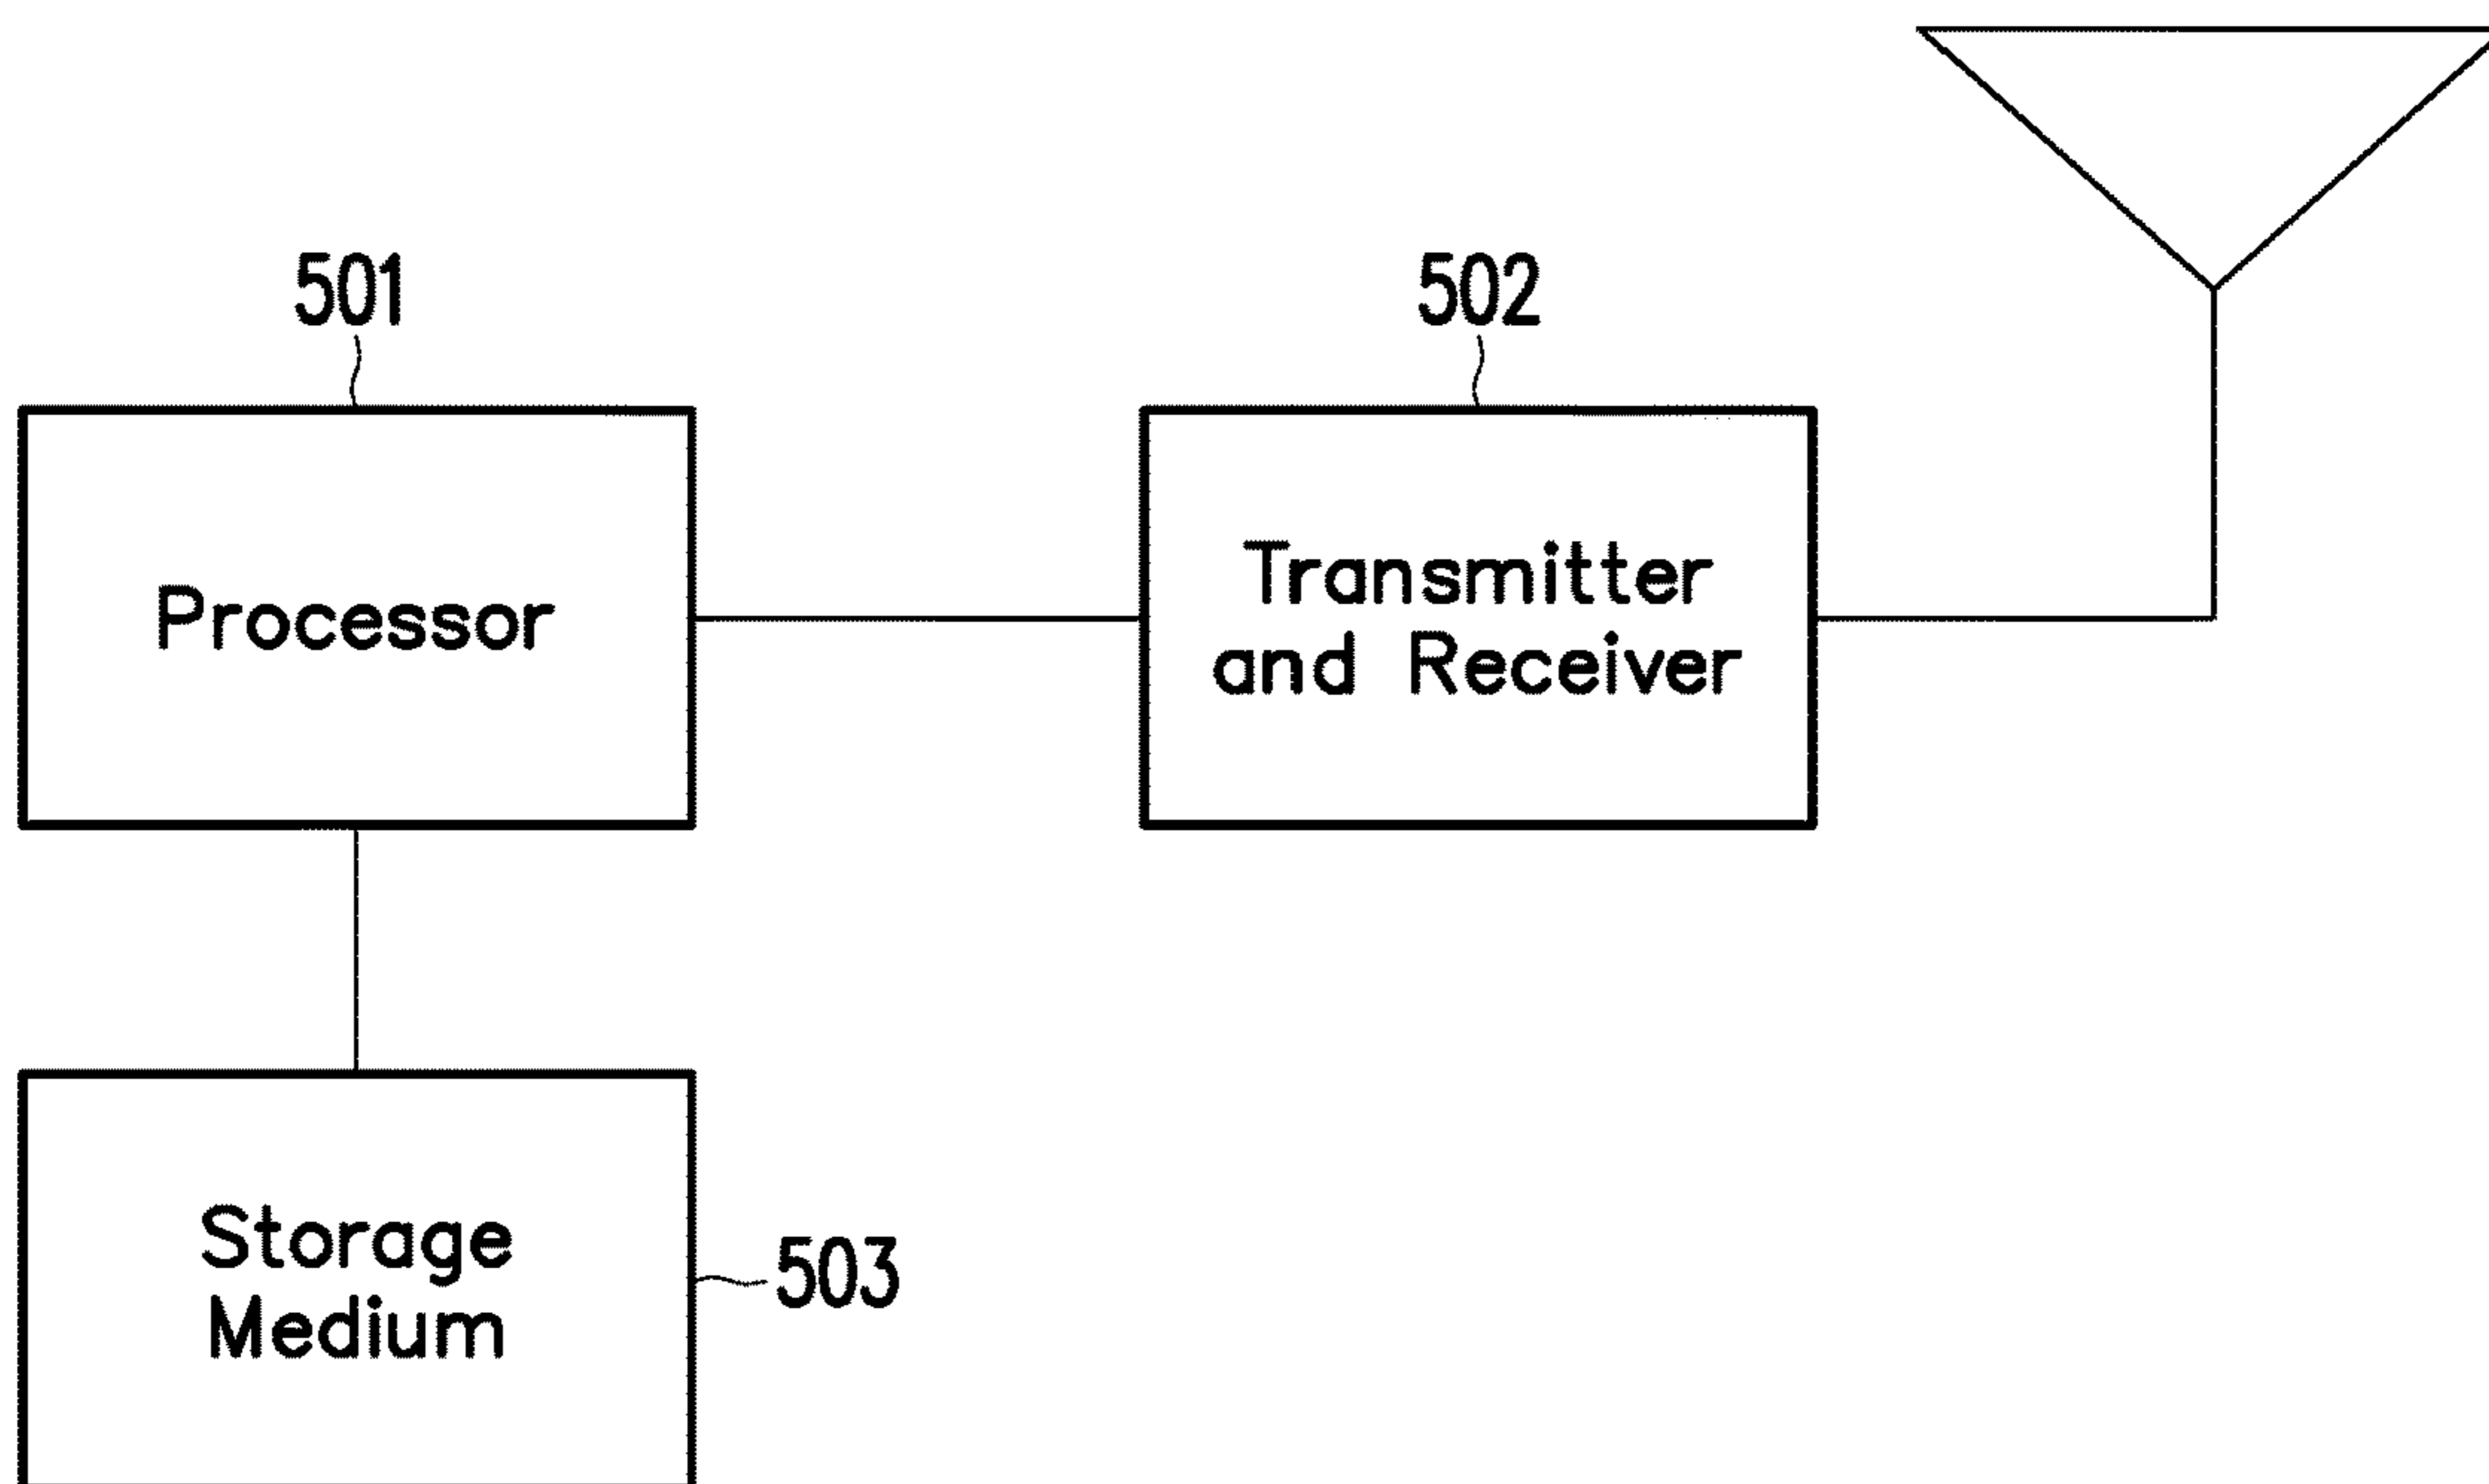 501
502
Processor
Transmitter
and Receiver
Storage
Medium
503